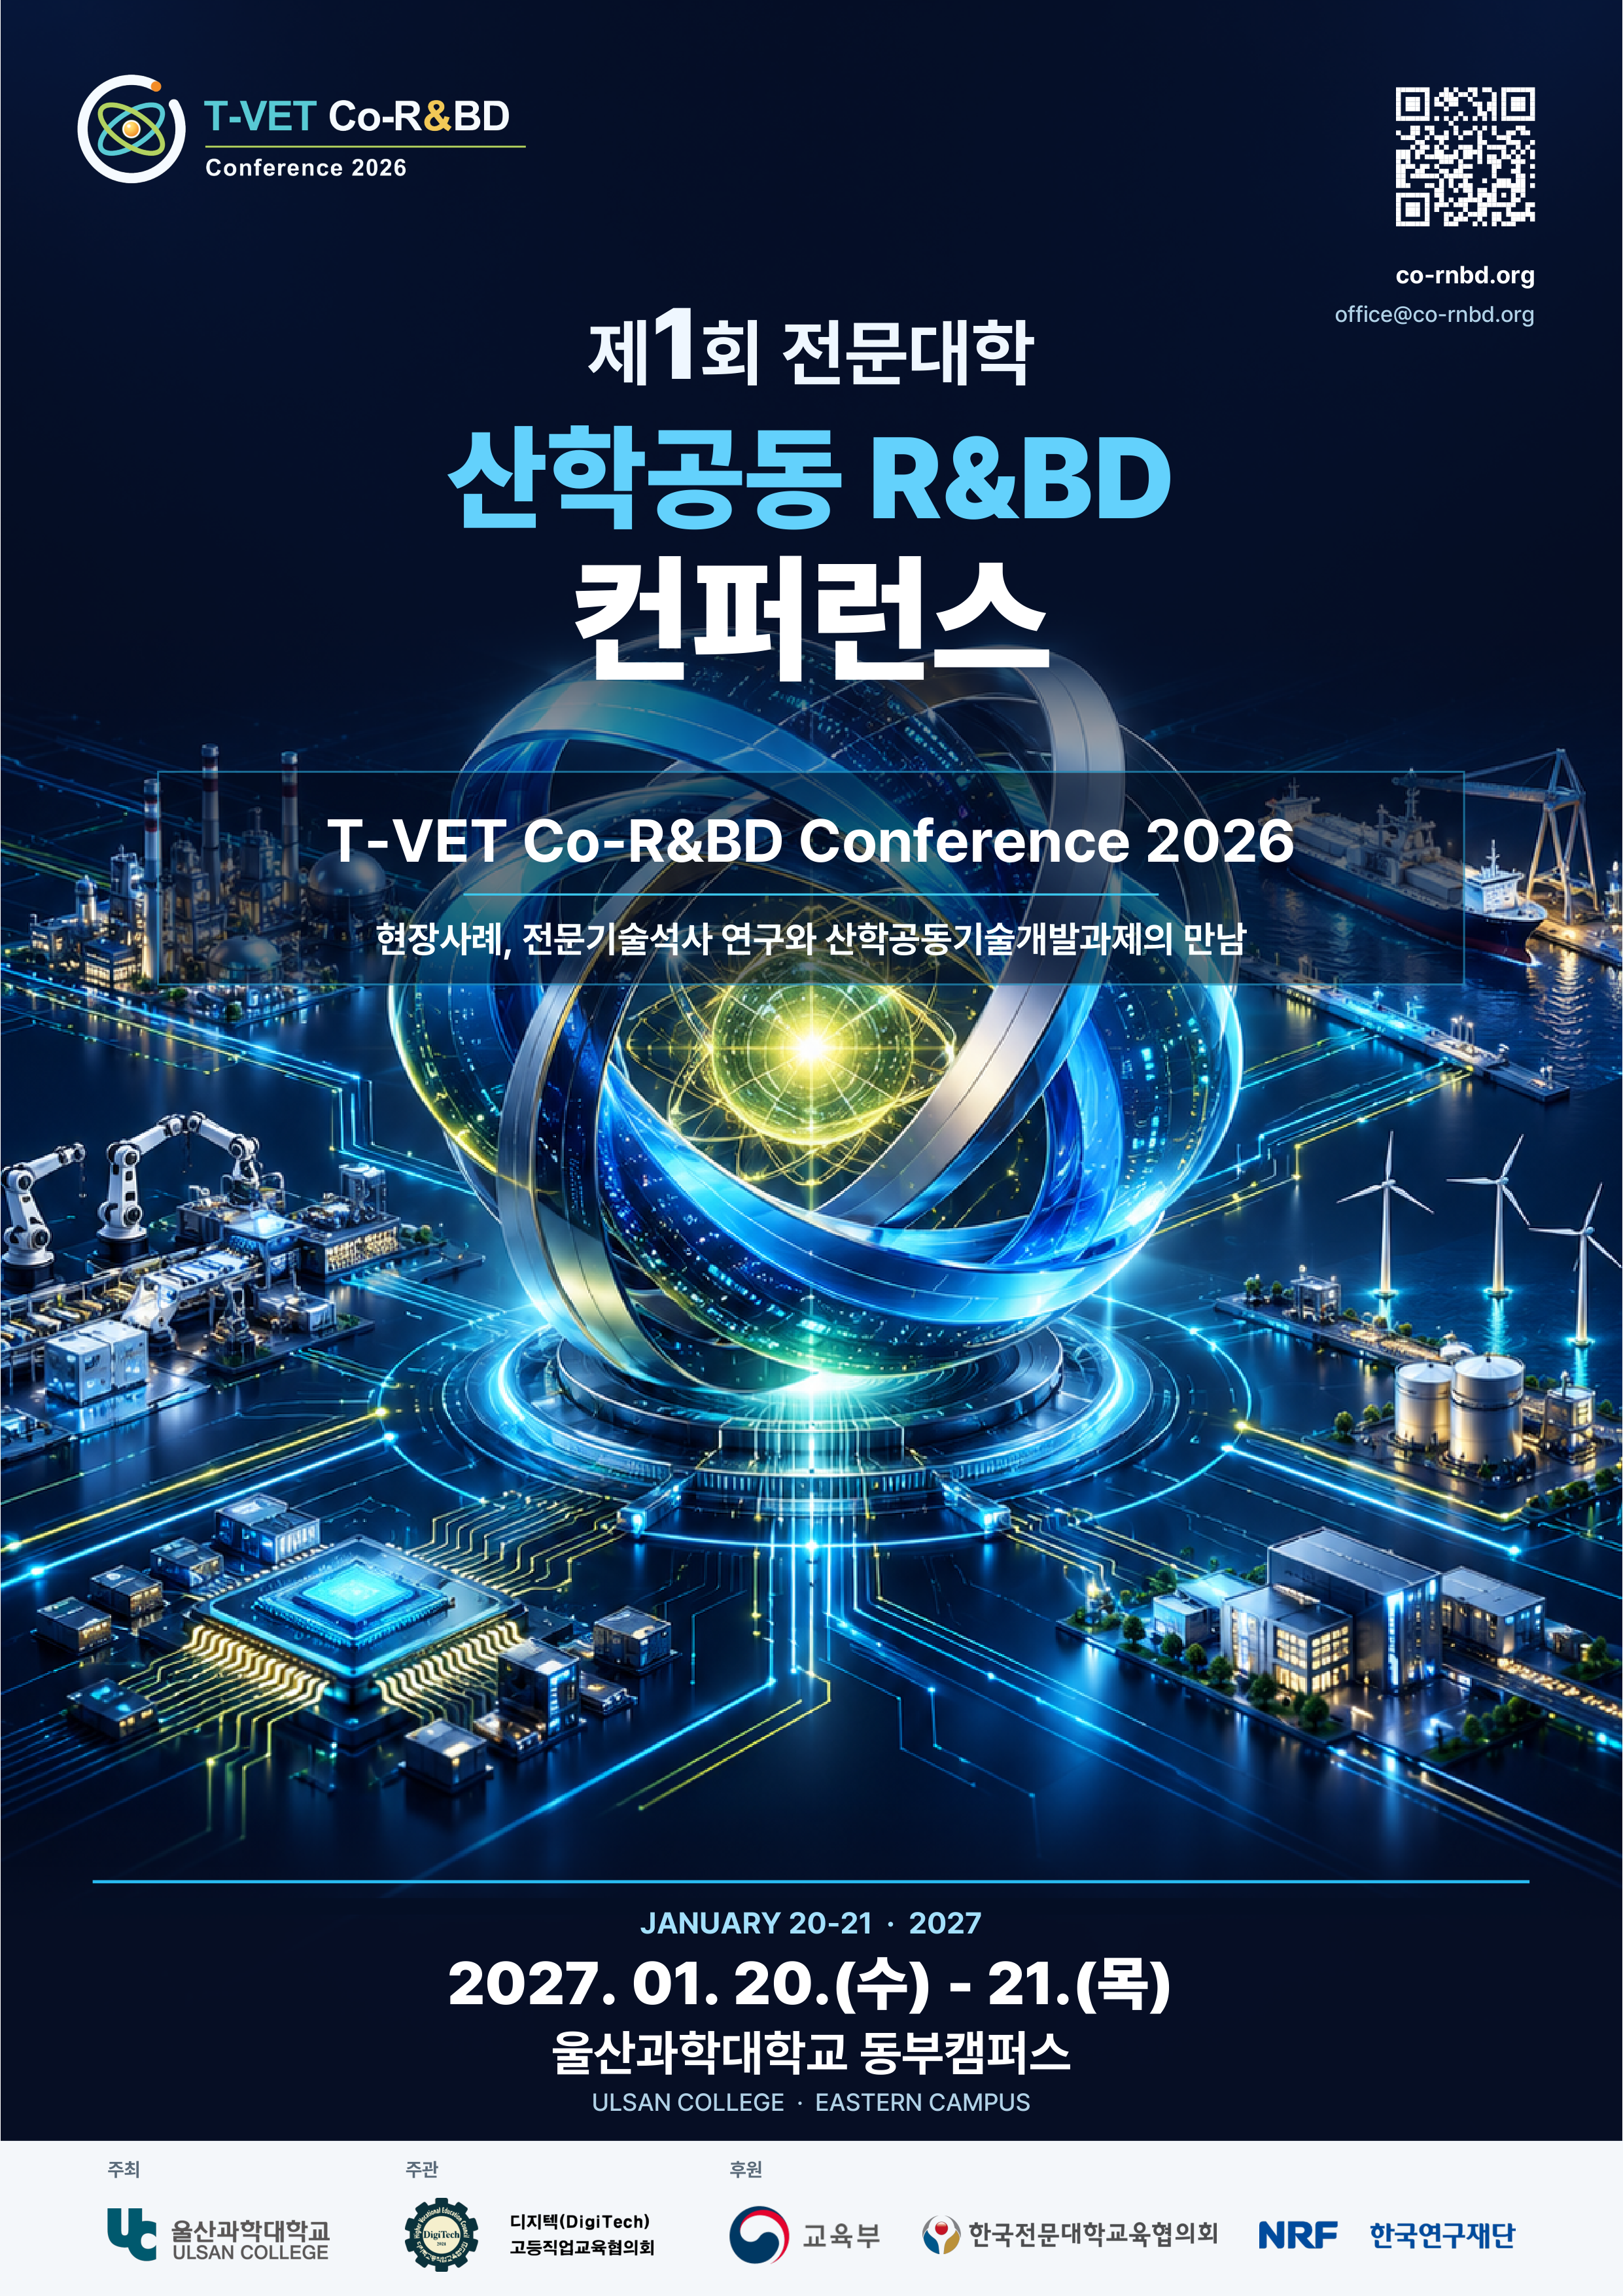 T-VET Co-R&BD
Conference 2026
co-rnbd.org
office@co-rnbd.org
제1회 전문대학
산학공동 R&BD
컨퍼런스
T-VET Co-R&BD Conference 2026
현장사례, 전문기술석사 연구와 산학공동기술개발과제의 만남
JANUARY 20-21 · 2027
2027. 01. 20.(수) - 21.(목)
울산과학대학교 동부캠퍼스
ULSAN COLLEGE · EASTERN CAMPUS
주최
주관
후원
UC
울산과학대학교
ULSAN COLLEGE
Higher Vocational Education Council
DigiTech
디지텍(DigiTech)
고등직업교육협의회
교육부
한국전문대학교육협의회
NRF 한국연구재단